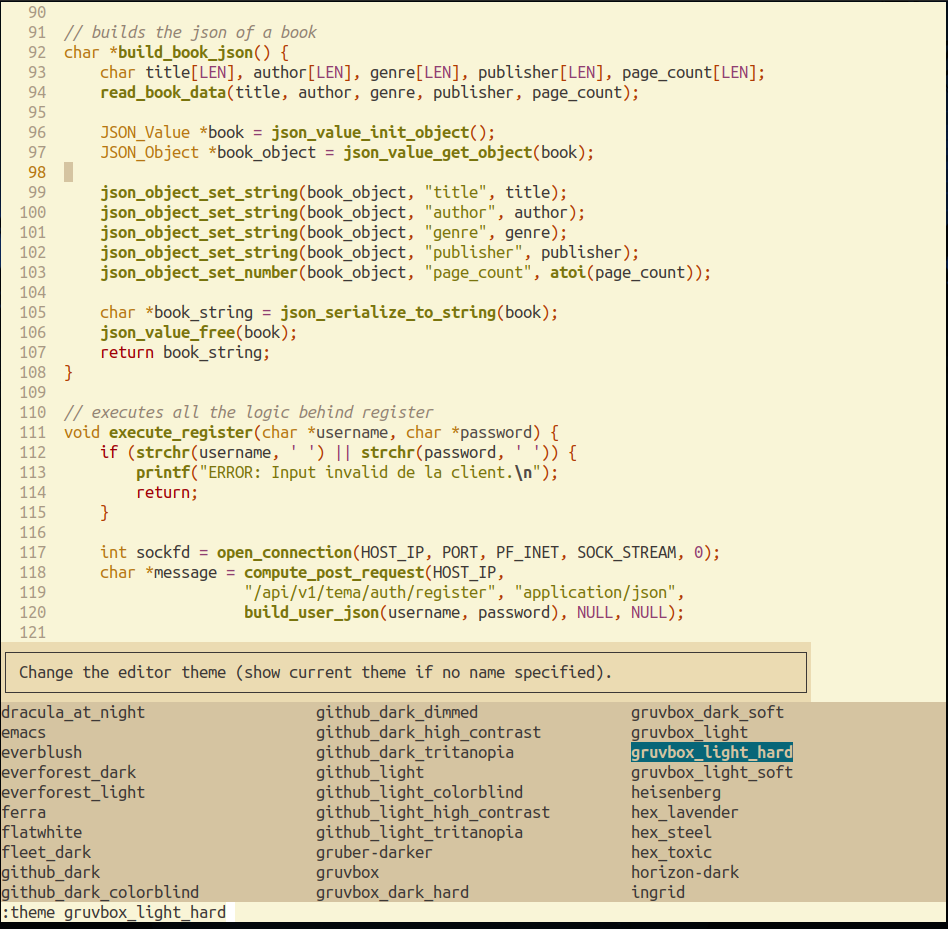 90
91 // builds the json of a book
92 char *build_book_json() {
93     char title[LEN], author[LEN], genre[LEN], publisher[LEN], page_count[LEN];
94     read_book_data(title, author, genre, publisher, page_count);
95
96     JSON_Value *book = json_value_init_object();
97     JSON_Object *book_object = json_value_get_object(book);
98
99     json_object_set_string(book_object, "title", title);
100     json_object_set_string(book_object, "author", author);
101     json_object_set_string(book_object, "genre", genre);
102     json_object_set_string(book_object, "publisher", publisher);
103     json_object_set_number(book_object, "page_count", atoi(page_count));
104
105     char *book_string = json_serialize_to_string(book);
106     json_value_free(book);
107     return book_string;
108 }
109
110 // executes all the logic behind register
111 void execute_register(char *username, char *password) {
112     if (strchr(username, ' ') || strchr(password, ' ')) {
113         printf("ERROR: Input invalid de la client.\n");
114         return;
115     }
116
117     int sockfd = open_connection(HOST_IP, PORT, PF_INET, SOCK_STREAM, 0);
118     char *message = compute_post_request(HOST_IP,
119                     "/api/v1/tema/auth/register", "application/json",
120                     build_user_json(username, password), NULL, NULL);
121
Change the editor theme (show current theme if no name specified).
dracula_at_night github_dark_dimmed gruvbox_dark_soft
emacs github_dark_high_contrast gruvbox_light
everblush github_dark_tritanopia gruvbox_light_hard
everforest_dark github_light gruvbox_light_soft
everforest_light github_light_colorblind heisenberg
ferra github_light_high_contrast hex_lavender
flatwhite github_light_tritanopia hex_steel
fleet_dark gruber-darker hex_toxic
github_dark gruvbox horizon-dark
github_dark_colorblind gruvbox_dark_hard ingrid
:theme gruvbox_light_hard